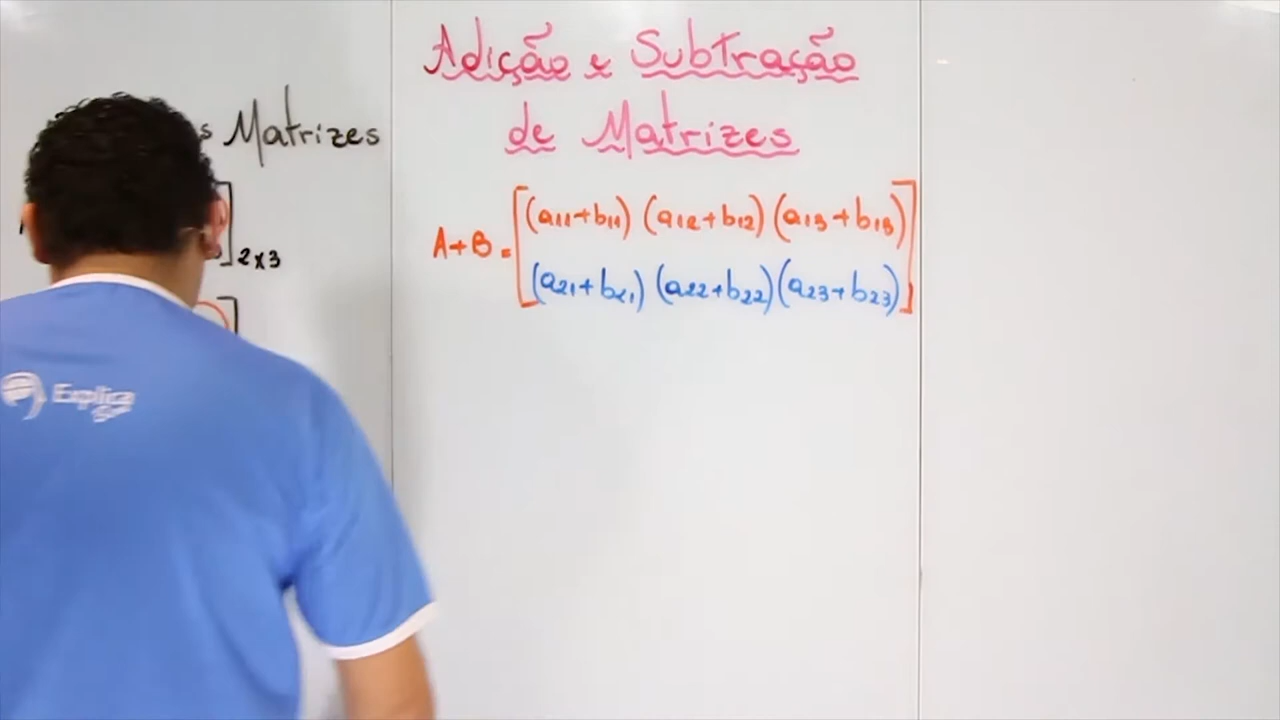 Adição e Subtração
de Matrizes
Matrizes
A+B=[(a11+b11) (a12+b12) (a13+b13)
(a21+b21) (a22+b22) (a23+b23)]
2x3
Explica